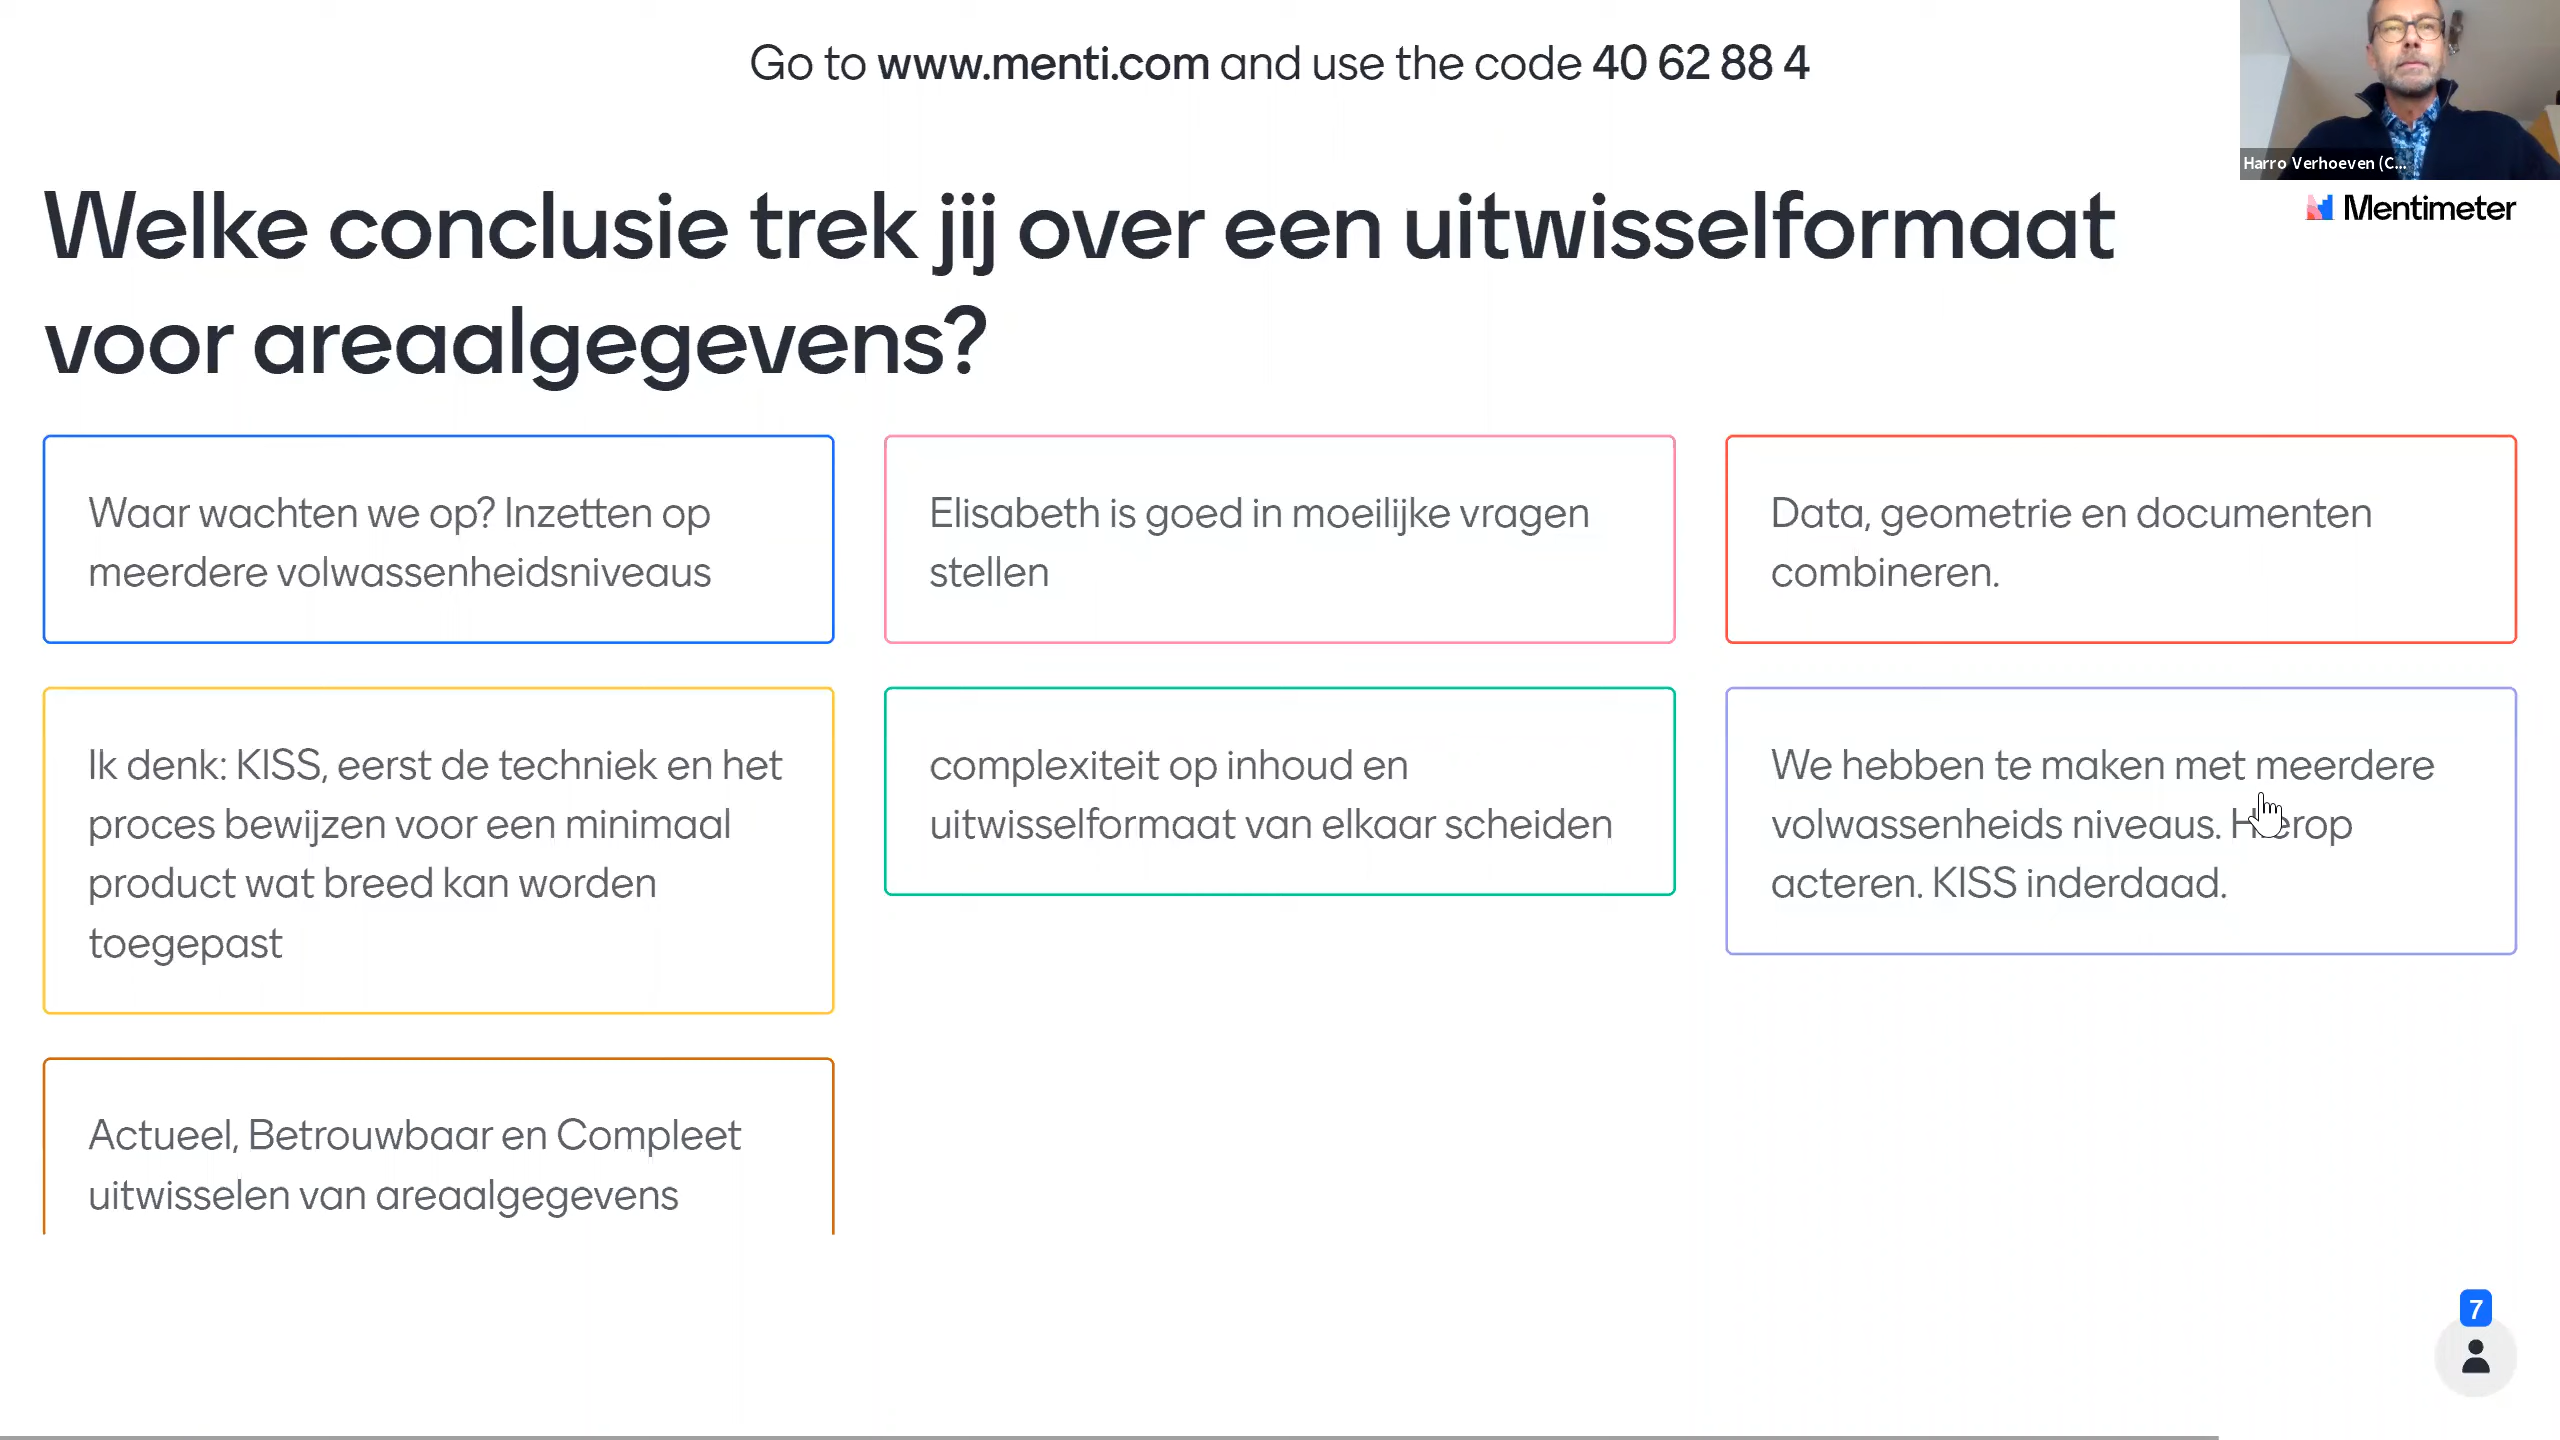 Go to www.menti.com and use the code 40 62 88 4
Harro Verhoeven (C...
Mentimeter
Welke conclusie trek jij over een uitwisselformaat
voor areaalgegevens?
Waar wachten we op? Inzetten op
meerdere volwassenheidsniveaus
Elisabeth is goed in moeilijke vragen
stellen
Data, geometrie en documenten
combineren.
Ik denk: KISS, eerst de techniek en het
proces bewijzen voor een minimaal
product wat breed kan worden
toegepast
complexiteit op inhoud en
uitwisselformaat van elkaar scheiden
We hebben te maken met meerdere
volwassenheids niveaus. Hierop
acteren. KISS inderdaad.
Actueel, Betrouwbaar en Compleet
uitwisselen van areaalgegevens
7